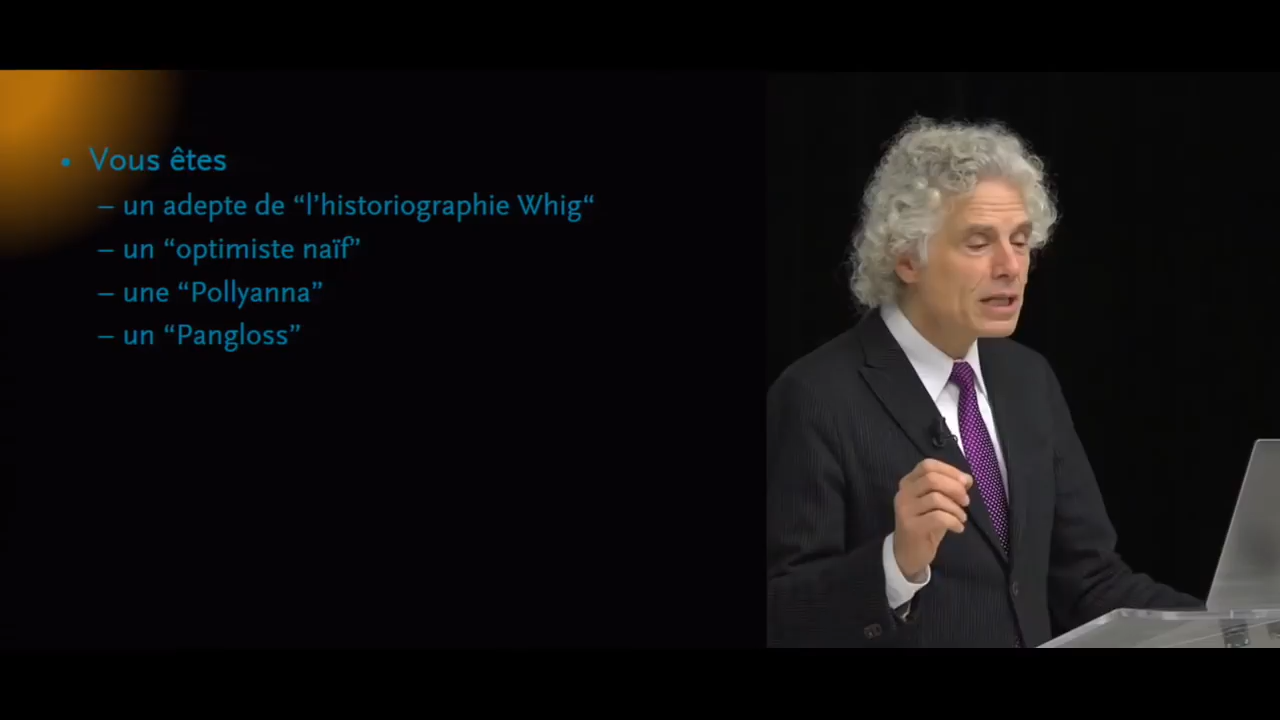 • Vous êtes
– un adepte de “l’historiographie Whig“
– un “optimiste naïf”
– une “Pollyanna”
– un “Pangloss”